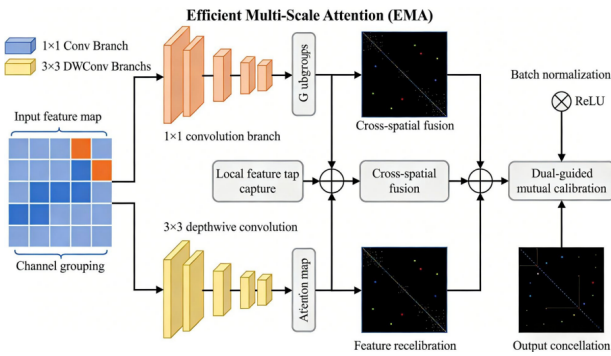 Efficient Multi-Scale Attention (EMA)
1×1 Conv Branch
3×3 DWConv Branchs
Input feature map
Channel grouping
1×1 convolution branch
G ubgroups
Cross-spatial fusion
Batch normalization
ReLU
Local feature tap
capture
Cross-spatial
fusion
Dual-guided
mutual calibration
3×3 depthwive convolution
Atiention map
Feature recelibration
Output concellation